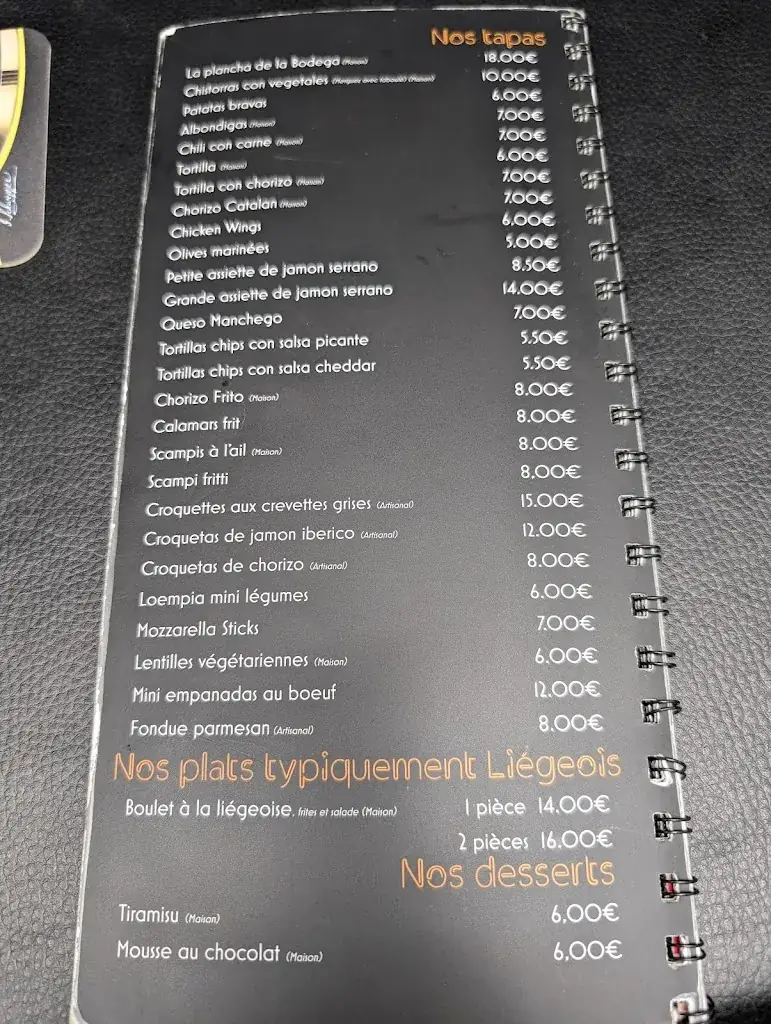 Nos tapas
La plancha de la Bodega (Maison) 18.00€
Chistorras con vegetales (Maison) 10.00€
Patatas bravas 6.00€
Albondigas (Maison) 7.00€
Chili con carne (Maison) 7.00€
Tortilla (Maison) 6.00€
Tortilla con chorizo (Maison) 7.00€
Chorizo Catalan (Maison) 7.00€
Chicken Wings 6.00€
Olives marinées 5.00€
Petite assiette de jamon serrano 8.50€
Grande assiette de jamon serrano 14.00€
Queso Manchego 7.00€
Tortillas chips con salsa picante 5.50€
Tortillas chips con salsa cheddar 5.50€
Chorizo Frito (Maison) 8.00€
Calamars frit 8.00€
Scampis à l'ail (Maison) 8.00€
Scampi fritti 8,00€
Croquettes aux crevettes grises (Artisanal) 15.00€
Croquetas de jamon iberico (Artisanal) 12.00€
Croquetas de chorizo (Artisanal) 8.00€
Loempia mini légumes 6.00€
Mozzarella Sticks 7.00€
Lentilles végétariennes (Maison) 6.00€
Mini empanadas au boeuf 12.00€
Fondue parmesan (Artisanal) 8.00€
Nos plats typiquement Liégeois
Boulet à la liégeoise, frites et salade (Maison) 1 pièce 14.00€
2 pièces 16.00€
Nos desserts
Tiramisu (Maison) 6,00€
Mousse au chocolat (Maison) 6,00€